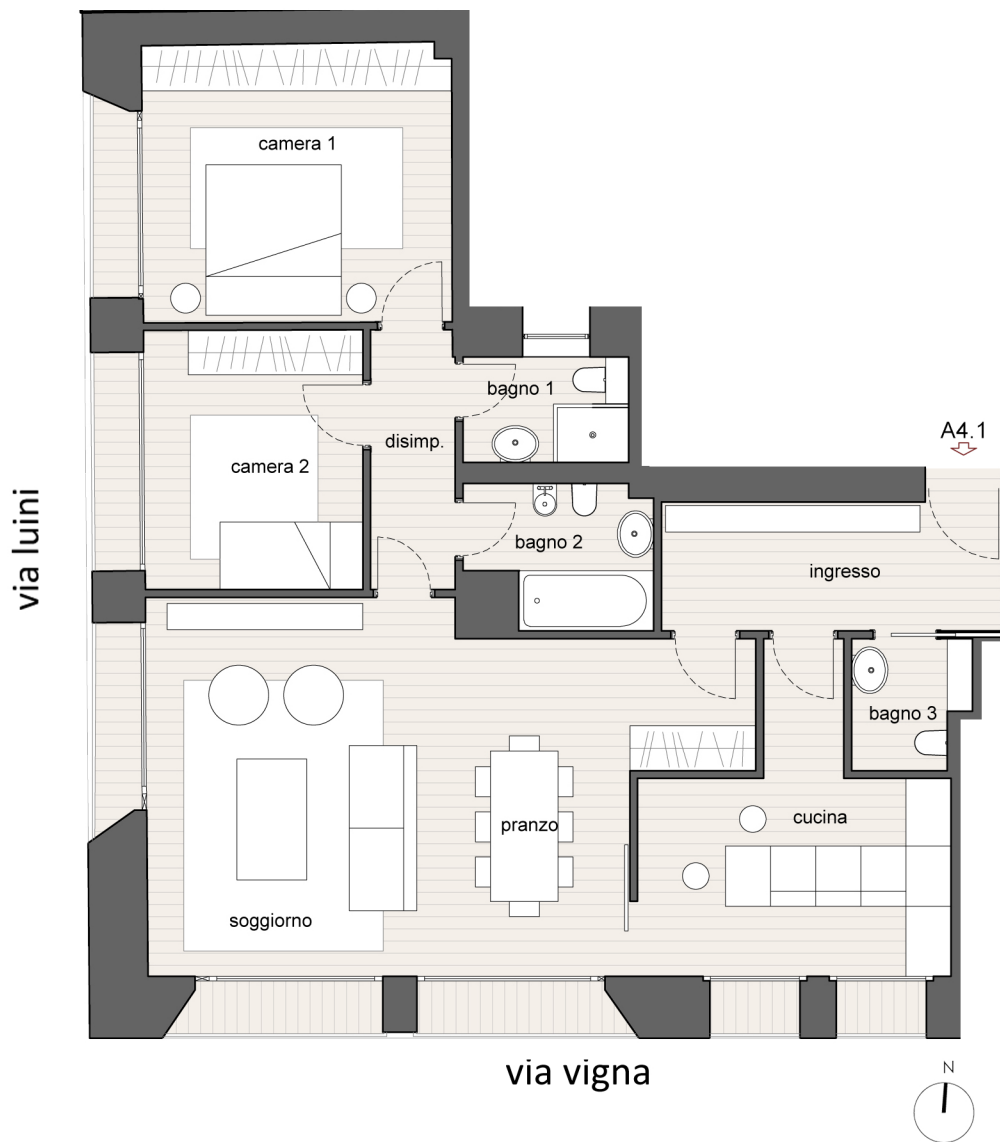 camera 1
bagno 1
A4.1
disimp.
camera 2
via luini
bagno 2
ingresso
bagno 3
cucina
pranzo
soggiorno
via vigna
N